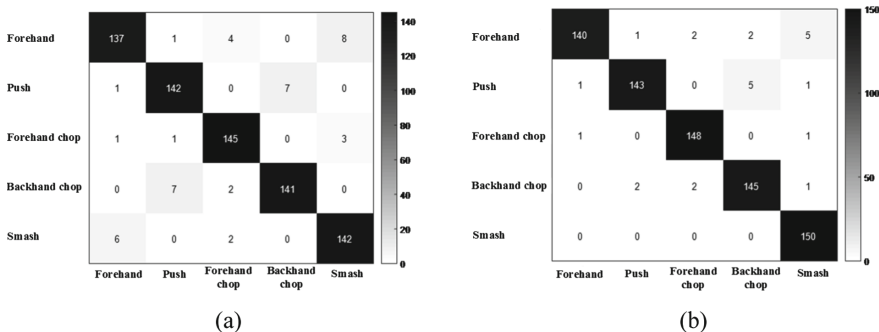 Forehand 137 1 4 0 8
Push 1 142 0 7 0
Forehand chop 1 1 145 0 3
Backhand chop 0 7 2 141 0
Smash 6 0 2 0 142
Forehand Push Forehand chop Backhand chop Smash
140
120
100
80
60
40
20
0
(a)
Forehand 140 1 2 2 5
Push 1 143 0 5 1
Forehand chop 1 0 148 0 1
Backhand chop 0 2 2 145 1
Smash 0 0 0 0 150
Forehand Push Forehand chop Backhand chop Smash
150
100
50
0
(b)